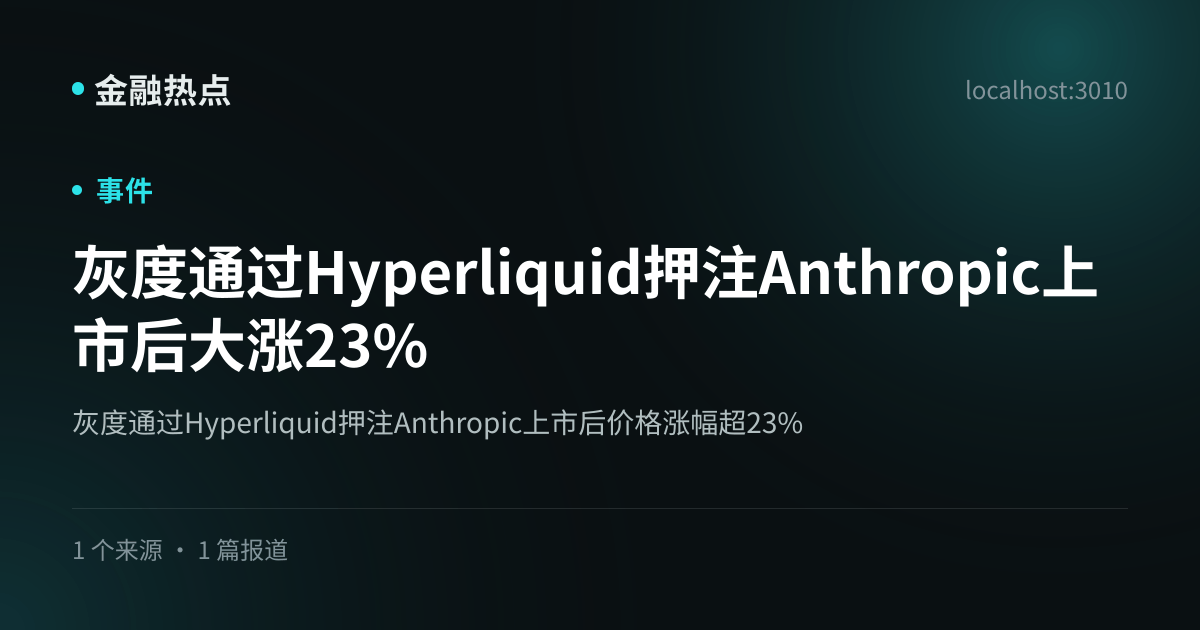 金融热点
localhost:3010
事件
灰度通过Hyperliquid押注Anthropic上
市后大涨23%
灰度通过Hyperliquid押注Anthropic上市后价格涨幅超23%
1 个来源 · 1 篇报道